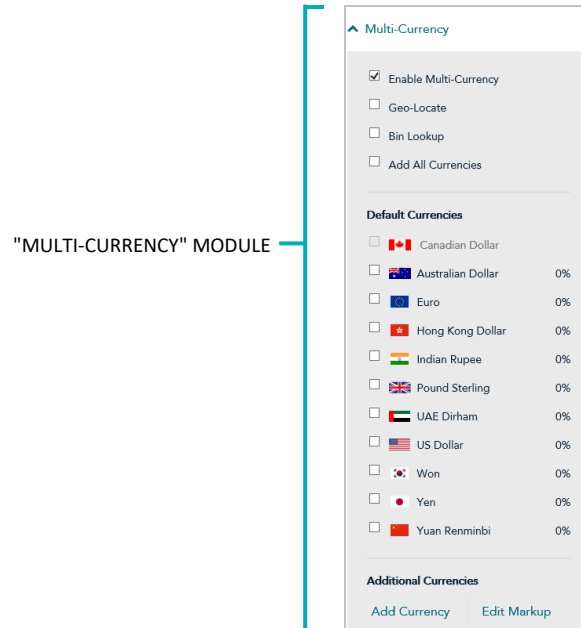 Multi-Currency
Enable Multi-Currency
Geo-Locate
Bin Lookup
Add All Currencies
Default Currencies
"MULTI-CURRENCY" MODULE
Canadian Dollar
Australian Dollar 0%
Euro 0%
Hong Kong Dollar 0%
Indian Rupee 0%
Pound Sterling 0%
UAE Dirham 0%
US Dollar 0%
Won 0%
Yen 0%
Yuan Renminbi 0%
Additional Currencies
Add Currency Edit Markup